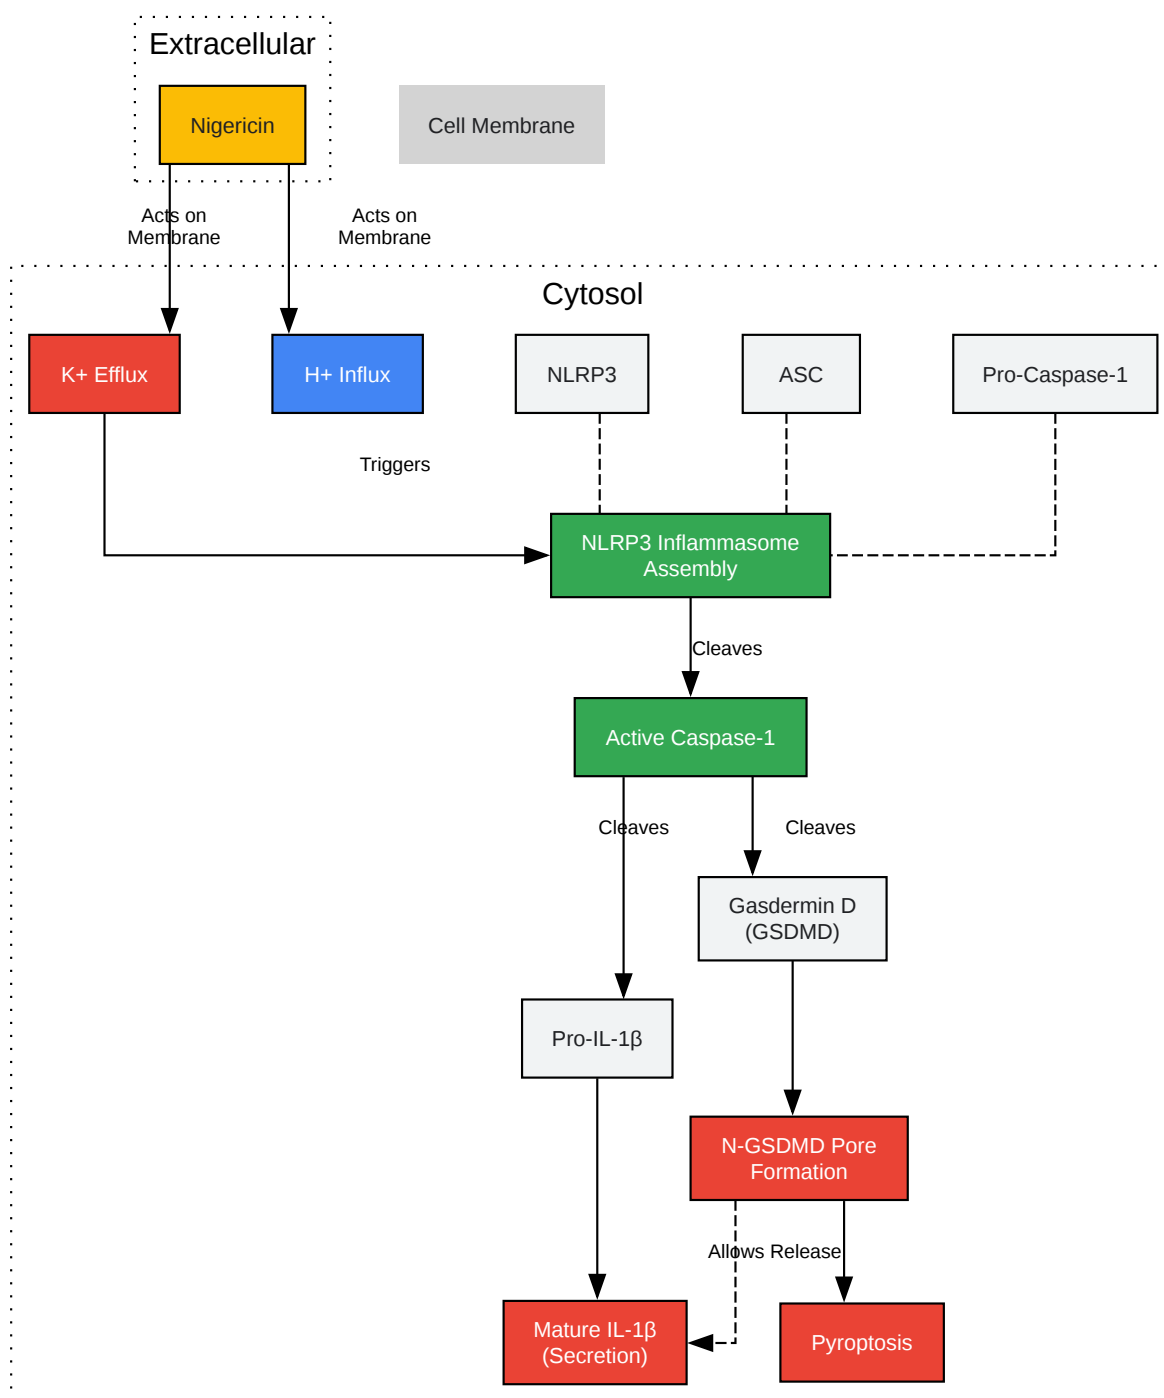 Extracellular
Nigericin
Cell Membrane
Acts on
Membrane
Acts on
Membrane
Cytosol
K+ Efflux
H+ Influx
NLRP3
ASC
Pro-Caspase-1
Triggers
NLRP3 Inflammasome
Assembly
Cleaves
Active Caspase-1
Cleaves
Cleaves
Gasdermin D
(GSDMD)
Pro-IL-1β
N-GSDMD Pore
Formation
Allows Release
Mature IL-1β
(Secretion)
Pyroptosis